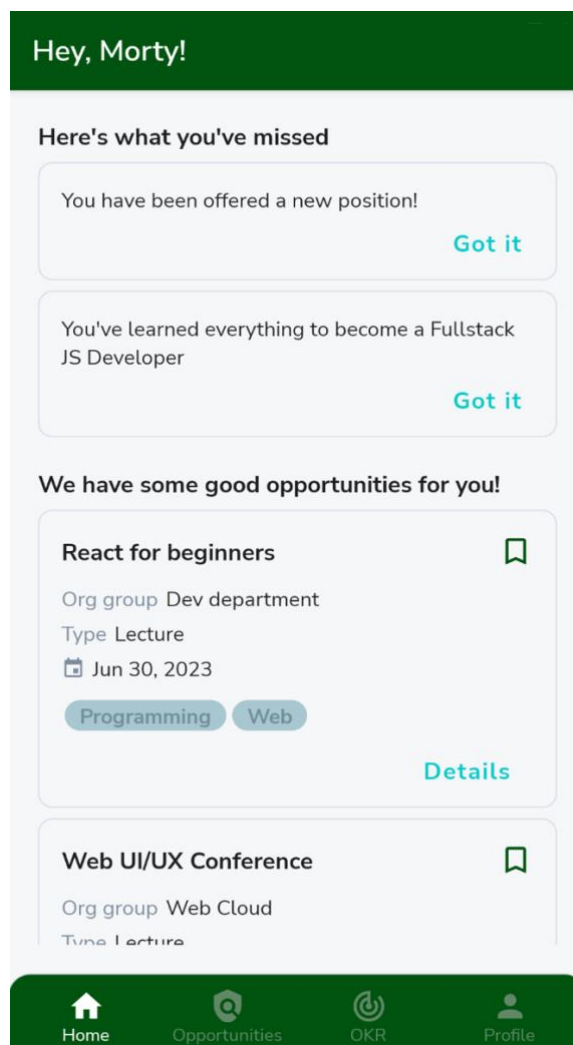 Hey, Morty!
Here's what you've missed
You have been offered a new position!
Got it
You've learned everything to become a Fullstack
JS Developer
Got it
We have some good opportunities for you!
React for beginners
Org group Dev department
Type Lecture
Jun 30, 2023
Programming Web
Details
Web UI/UX Conference
Org group Web Cloud
Type Lecture
Home Opportunities OKR Profile